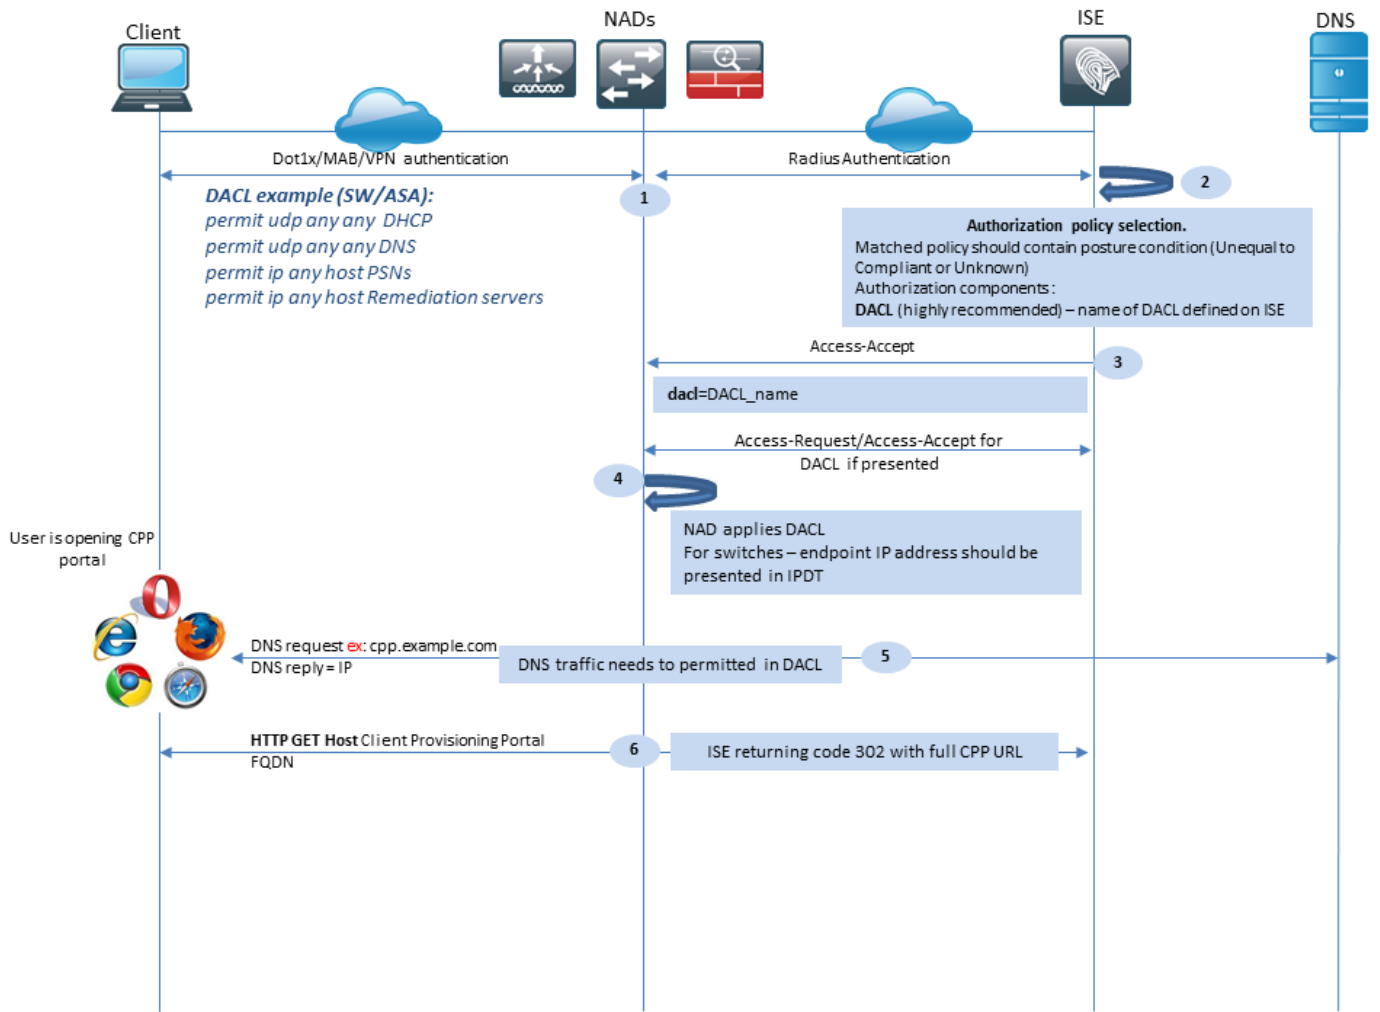 Client
NADs
ISE
DNS
Dot1x/MAB/VPN authentication
Radius Authentication
1
2
DACL example (SW/ASA):
permit udp any any DHCP
permit udp any any DNS
permit ip any host PSNs
permit ip any host Remediation servers
Authorization policy selection.
Matched policy should contain posture condition (Unequal to
Compliant or Unknown)
Authorization components:
DACL (highly recommended) – name of DACL defined on ISE
Access-Accept
3
dacl=DACL_name
Access-Request/Access-Accept for
DACL if presented
4
NAD applies DACL
For switches – endpoint IP address should be
presented in IPDT
User is opening CPP
portal
DNS request ex: cpp.example.com
DNS reply = IP
DNS traffic needs to permitted in DACL
5
HTTP GET Host Client Provisioning Portal
FQDN
6
ISE returning code 302 with full CPP URL